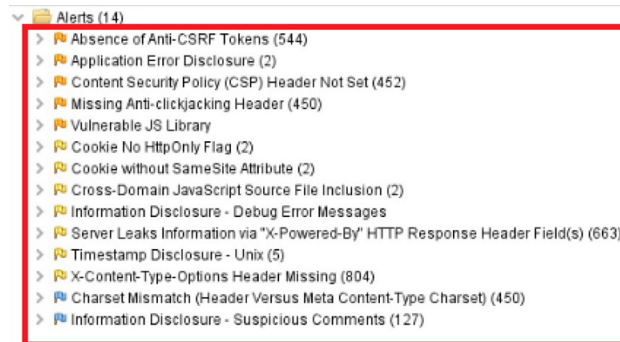 Alerts (14)
Absence of Anti-CSRF Tokens (544)
Application Error Disclosure (2)
Content Security Policy (CSP) Header Not Set (452)
Missing Anti-clickjacking Header (450)
Vulnerable JS Library
Cookie No HttpOnly Flag (2)
Cookie without SameSite Attribute (2)
Cross-Domain JavaScript Source File Inclusion (2)
Information Disclosure - Debug Error Messages
Server Leaks Information via "X-Powered-By" HTTP Response Header Field(s) (663)
Timestamp Disclosure - Unix (5)
X-Content-Type-Options Header Missing (804)
Charset Mismatch (Header Versus Meta Content-Type Charset) (450)
Information Disclosure - Suspicious Comments (127)